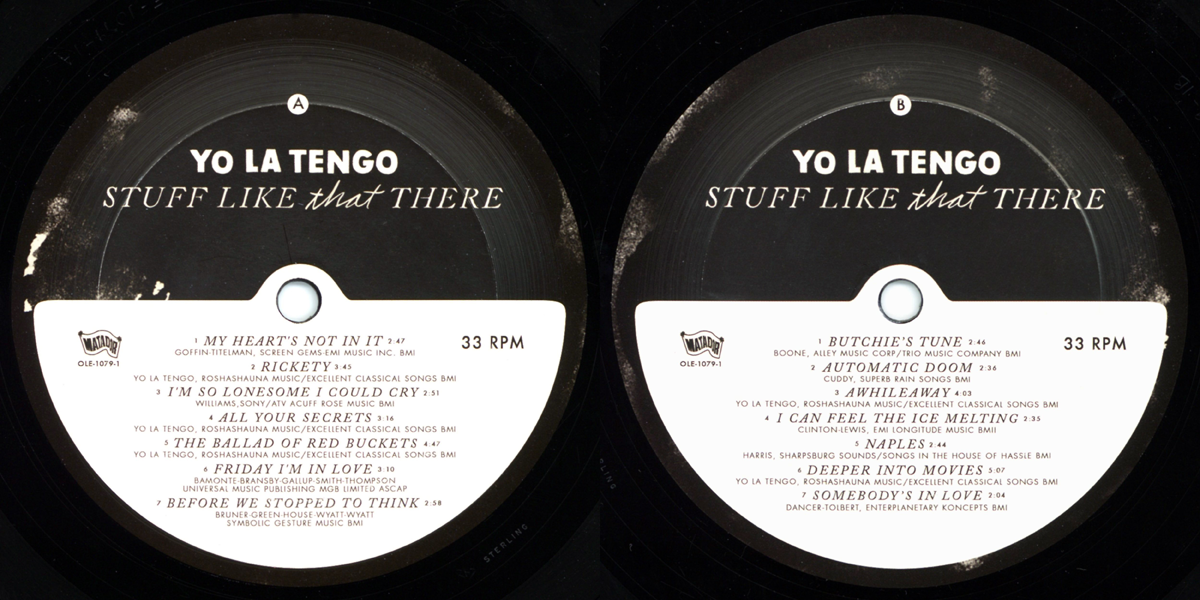 A
YO LA TENGO
STUFF LIKE that THERE
MATADOR
OLE-1079-1
33 RPM
1 MY HEART'S NOT IN IT 2:47
GOFFIN-TITELMAN, SCREEN GEMS-EMI MUSIC INC. BMI
2 RICKETY 3:45
YO LA TENGO, ROSHASHAUNA MUSIC/EXCELLENT CLASSICAL SONGS BMI
3 I'M SO LONESOME I COULD CRY 2:51
WILLIAMS,SONY/ATV ACUFF ROSE MUSIC BMI
4 ALL YOUR SECRETS 3:16
YO LA TENGO, ROSHASHAUNA MUSIC/EXCELLENT CLASSICAL SONGS BMI
5 THE BALLAD OF RED BUCKETS 4:47
YO LA TENGO, ROSHASHAUNA MUSIC/EXCELLENT CLASSICAL SONGS BMI
6 FRIDAY I'M IN LOVE 3:10
BAMONTE-BRANSBY-GALLUP-SMITH-THOMPSON
UNIVERSAL MUSIC PUBLISHING MGB LIMITED ASCAP
7 BEFORE WE STOPPED TO THINK 2:58
BRUNER-GREEN-HOUSE-WYATT-WYATT
SYMBOLIC GESTURE MUSIC BMI
STERLING
B
YO LA TENGO
STUFF LIKE that THERE
MATADOR
OLE-1079-1
33 RPM
1 BUTCHIE'S TUNE 2:46
BOONE, ALLEY MUSIC CORP/TRIO MUSIC COMPANY BMI
2 AUTOMATIC DOOM 2:36
CUDDY, SUPERB RAIN SONGS BMI
3 AWHILEAWAY 4:03
YO LA TENGO, ROSHASHAUNA MUSIC/EXCELLENT CLASSICAL SONGS BMI
4 I CAN FEEL THE ICE MELTING 2:35
CLINTON-LEWIS, EMI LONGITUDE MUSIC BMII
5 NAPLES 2:44
HARRIS, SHARPSBURG SOUNDS/SONGS IN THE HOUSE OF HASSLE BMI
6 DEEPER INTO MOVIES 5:07
YO LA TENGO, ROSHASHAUNA MUSIC/EXCELLENT CLASSICAL SONGS BMI
7 SOMEBODY'S IN LOVE 2:04
DANCER-TOLBERT, ENTERPLANETARY KONCEPTS BMI